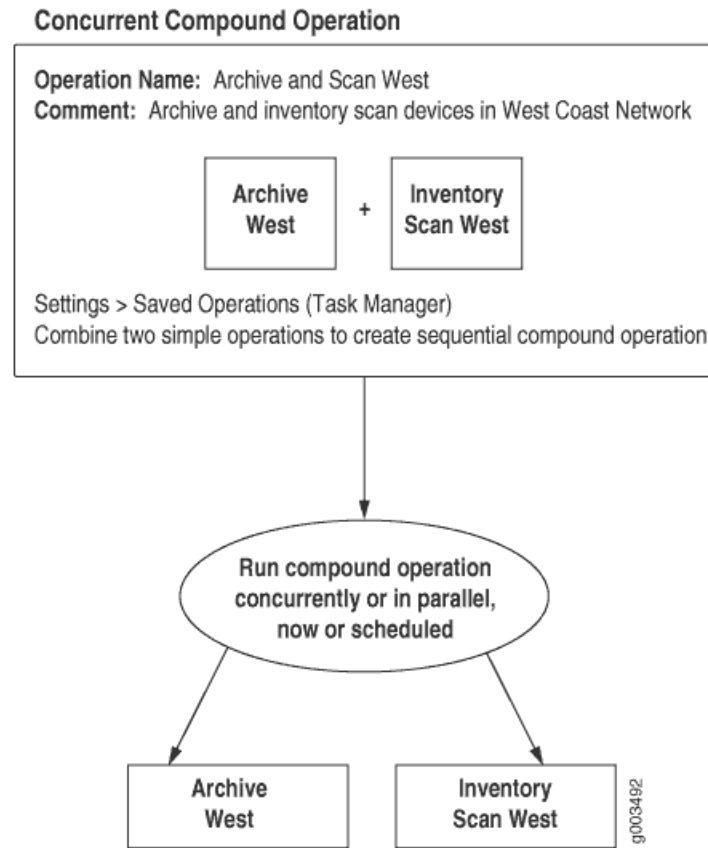 Concurrent Compound Operation
Operation Name: Archive and Scan West
Comment: Archive and inventory scan devices in West Coast Network
Archive
West
+
Inventory
Scan West
Settings > Saved Operations (Task Manager)
Combine two simple operations to create sequential compound operation
Run compound operation
concurrently or in parallel,
now or scheduled
Archive
West
Inventory
Scan West
g003492